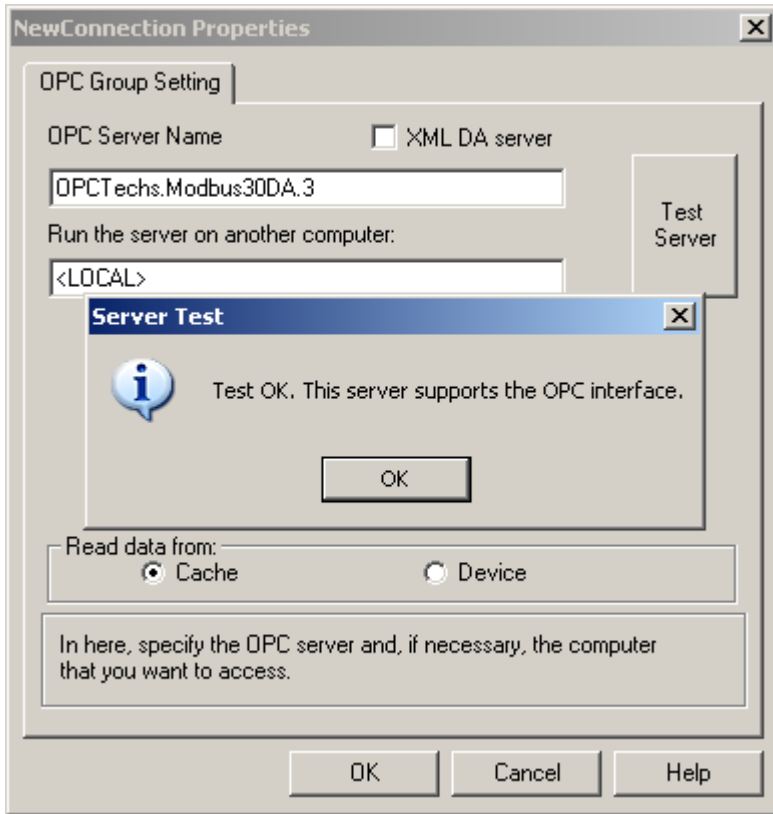 NewConnection Properties
OPC Group Setting
OPC Server Name
XML DA server
OPCTechs.Modbus30DA.3
Test
Server
Run the server on another computer:
<LOCAL>
Server Test
Test OK. This server supports the OPC interface.
OK
Read data from:
Cache
Device
In here, specify the OPC server and, if necessary, the computer
that you want to access.
OK
Cancel
Help